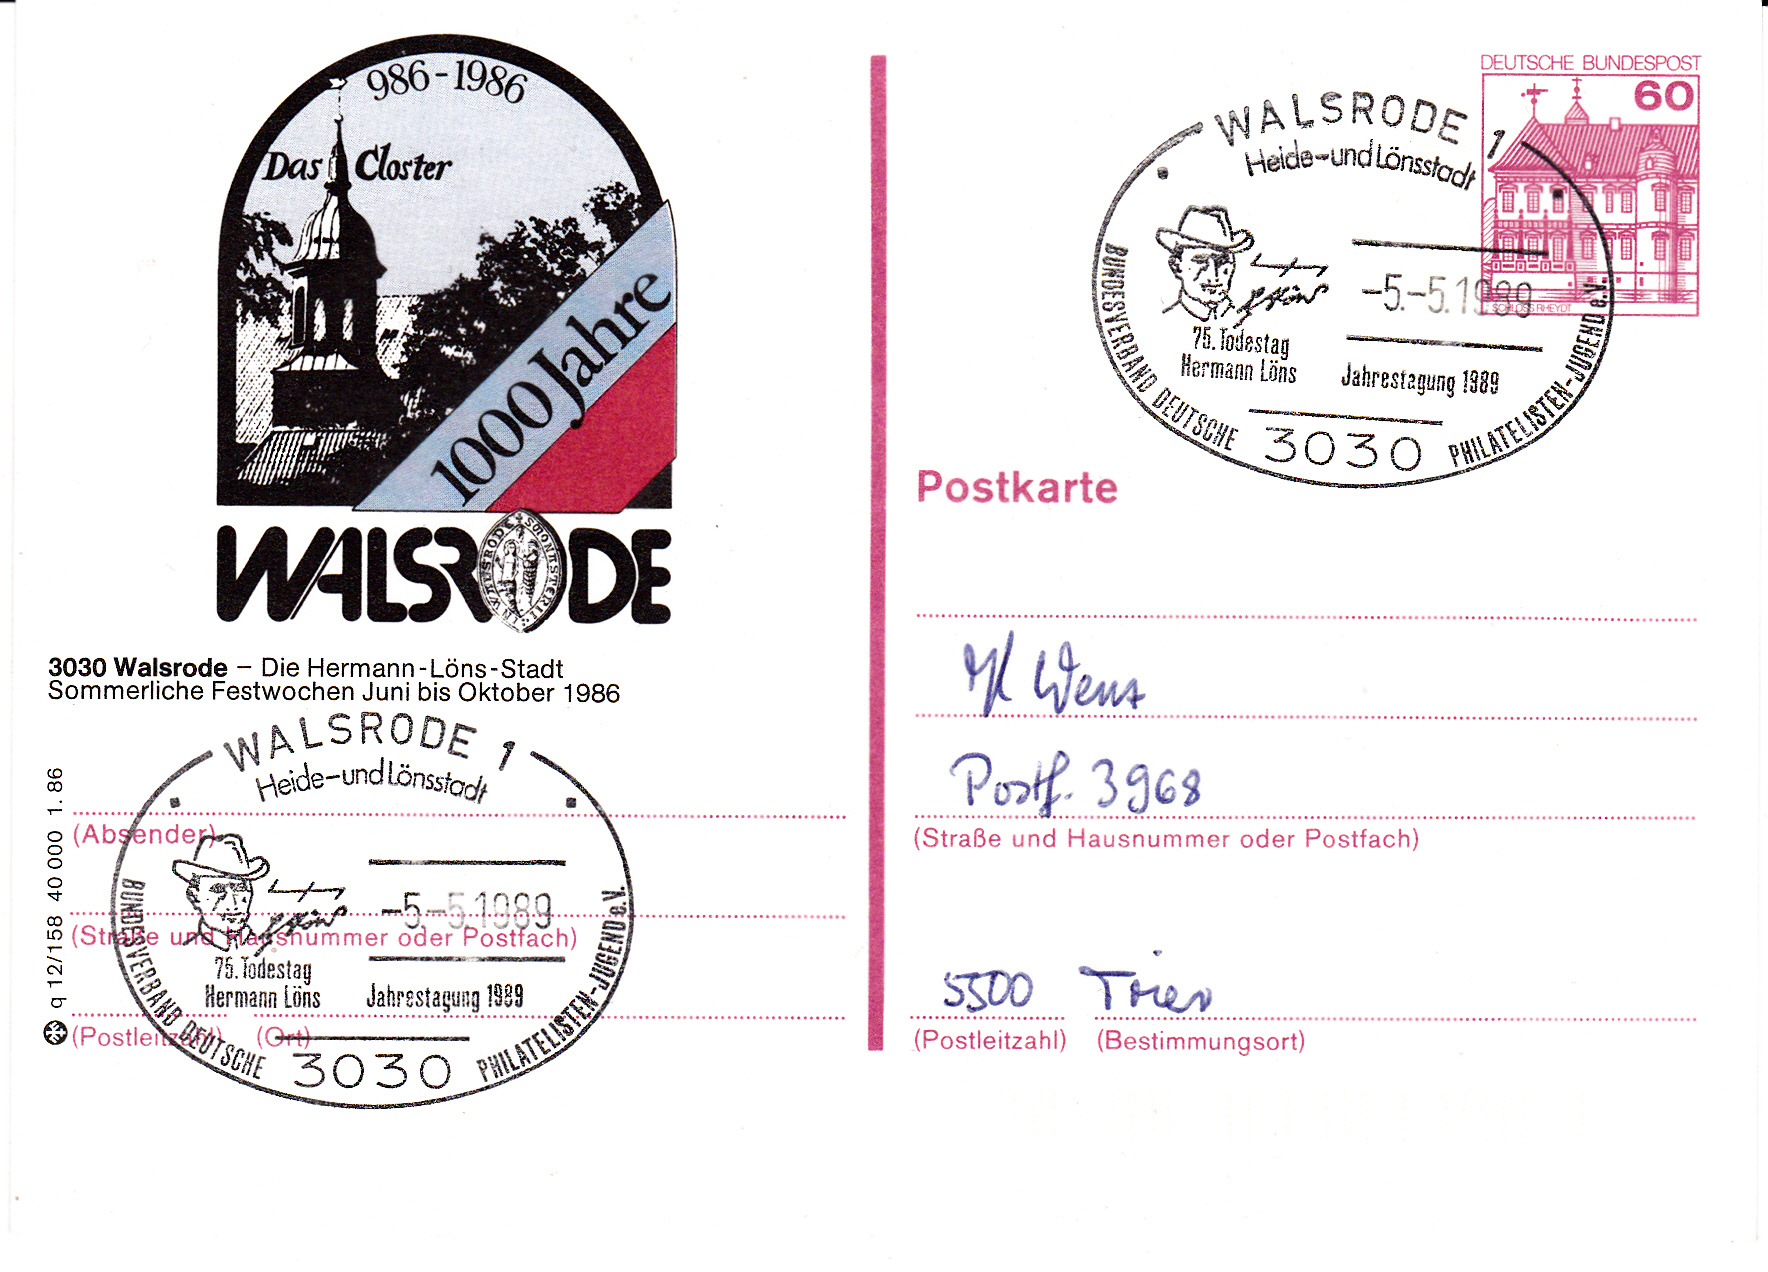 986-1986
Das Closter
1000 Jahre
WALSRODE
3030 Walsrode – Die Hermann-Löns-Stadt
Sommerliche Festwochen Juni bis Oktober 1986
WALSRODE 1
Heide-und Lönsstadt
-5.-5.1989
75. Todestag
Hermann Löns
Jahrestagung 1989
BUNDESVERBAND DEUTSCHE PHILATELISTEN-JUGEND e.V.
3030
(Absender)
(Straße und Hausnummer oder Postfach)
(Postleitzahl) (Ort)
q 12/158 40 000 1.86
DEUTSCHE BUNDESPOST
60
SCHLOSS RHEYDT
WALSRODE 1
Heide-und Lönsstadt
-5.-5.1989
75. Todestag
Hermann Löns
Jahrestagung 1989
BUNDESVERBAND DEUTSCHE PHILATELISTEN-JUGEND e.V.
3030
Postkarte
Wenz
Postf. 3968
(Straße und Hausnummer oder Postfach)
5500 Trier
(Postleitzahl) (Bestimmungsort)